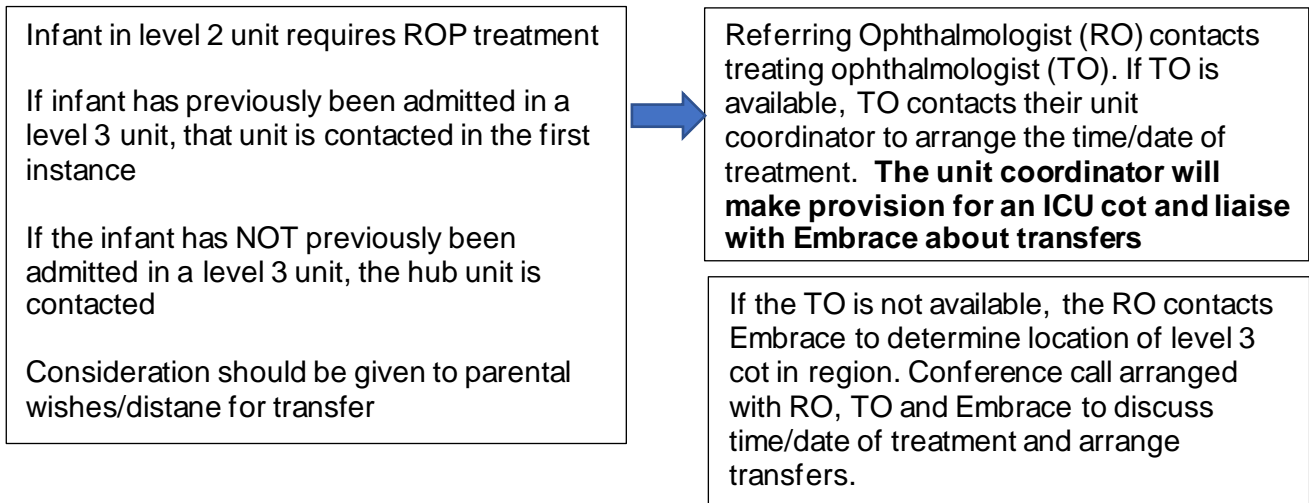 Infant in level 2 unit requires ROP treatment
If infant has previously been admitted in a
level 3 unit, that unit is contacted in the first
instance
If the infant has NOT previously been
admitted in a level 3 unit, the hub unit is
contacted
Consideration should be given to parental
wishes/distane for transfer
Referring Ophthalmologist (RO) contacts
treating ophthalmologist (TO). If TO is
available, TO contacts their unit
coordinator to arrange the time/date of
treatment. The unit coordinator will
make provision for an ICU cot and liaise
with Embrace about transfers
If the TO is not available, the RO contacts
Embrace to determine location of level 3
cot in region. Conference call arranged
with RO, TO and Embrace to discuss
time/date of treatment and arrange
transfers.